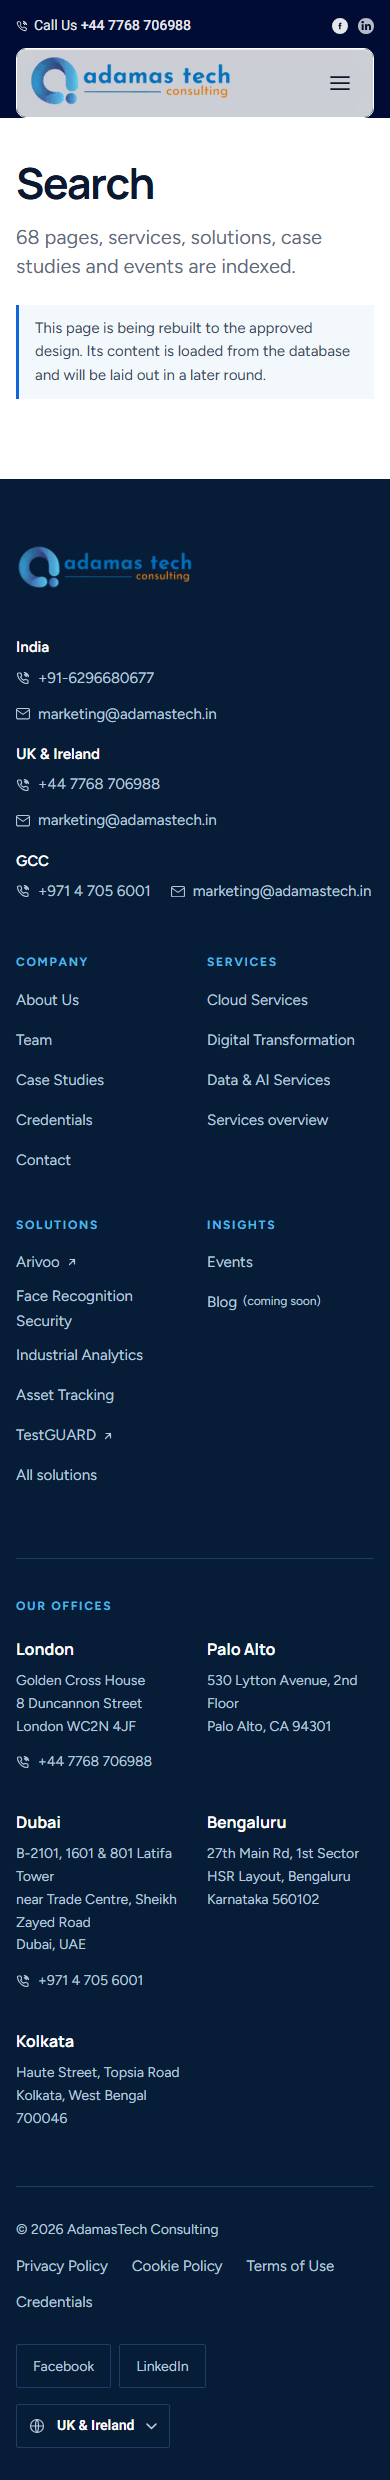 Call Us +44 7768 706988
adamas tech
consulting
Search
68 pages, services, solutions, case
studies and events are indexed.
This page is being rebuilt to the approved
design. Its content is loaded from the database
and will be laid out in a later round.
adamas tech
consulting
India
+91-6296680677
marketing@adamastech.in
UK & Ireland
+44 7768 706988
marketing@adamastech.in
GCC
+971 4 705 6001 marketing@adamastech.in
COMPANY
About Us
Team
Case Studies
Credentials
Contact
SERVICES
Cloud Services
Digital Transformation
Data & AI Services
Services overview
SOLUTIONS
Arivoo
Face Recognition
Security
Industrial Analytics
Asset Tracking
TestGUARD
All solutions
INSIGHTS
Events
Blog (coming soon)
OUR OFFICES
London
Golden Cross House
8 Duncannon Street
London WC2N 4JF
+44 7768 706988
Palo Alto
530 Lytton Avenue, 2nd
Floor
Palo Alto, CA 94301
Dubai
B-2101, 1601 & 801 Latifa
Tower
near Trade Centre, Sheikh
Zayed Road
Dubai, UAE
+971 4 705 6001
Bengaluru
27th Main Rd, 1st Sector
HSR Layout, Bengaluru
Karnataka 560102
Kolkata
Haute Street, Topsia Road
Kolkata, West Bengal
700046
© 2026 AdamasTech Consulting
Privacy Policy Cookie Policy Terms of Use
Credentials
Facebook LinkedIn
UK & Ireland